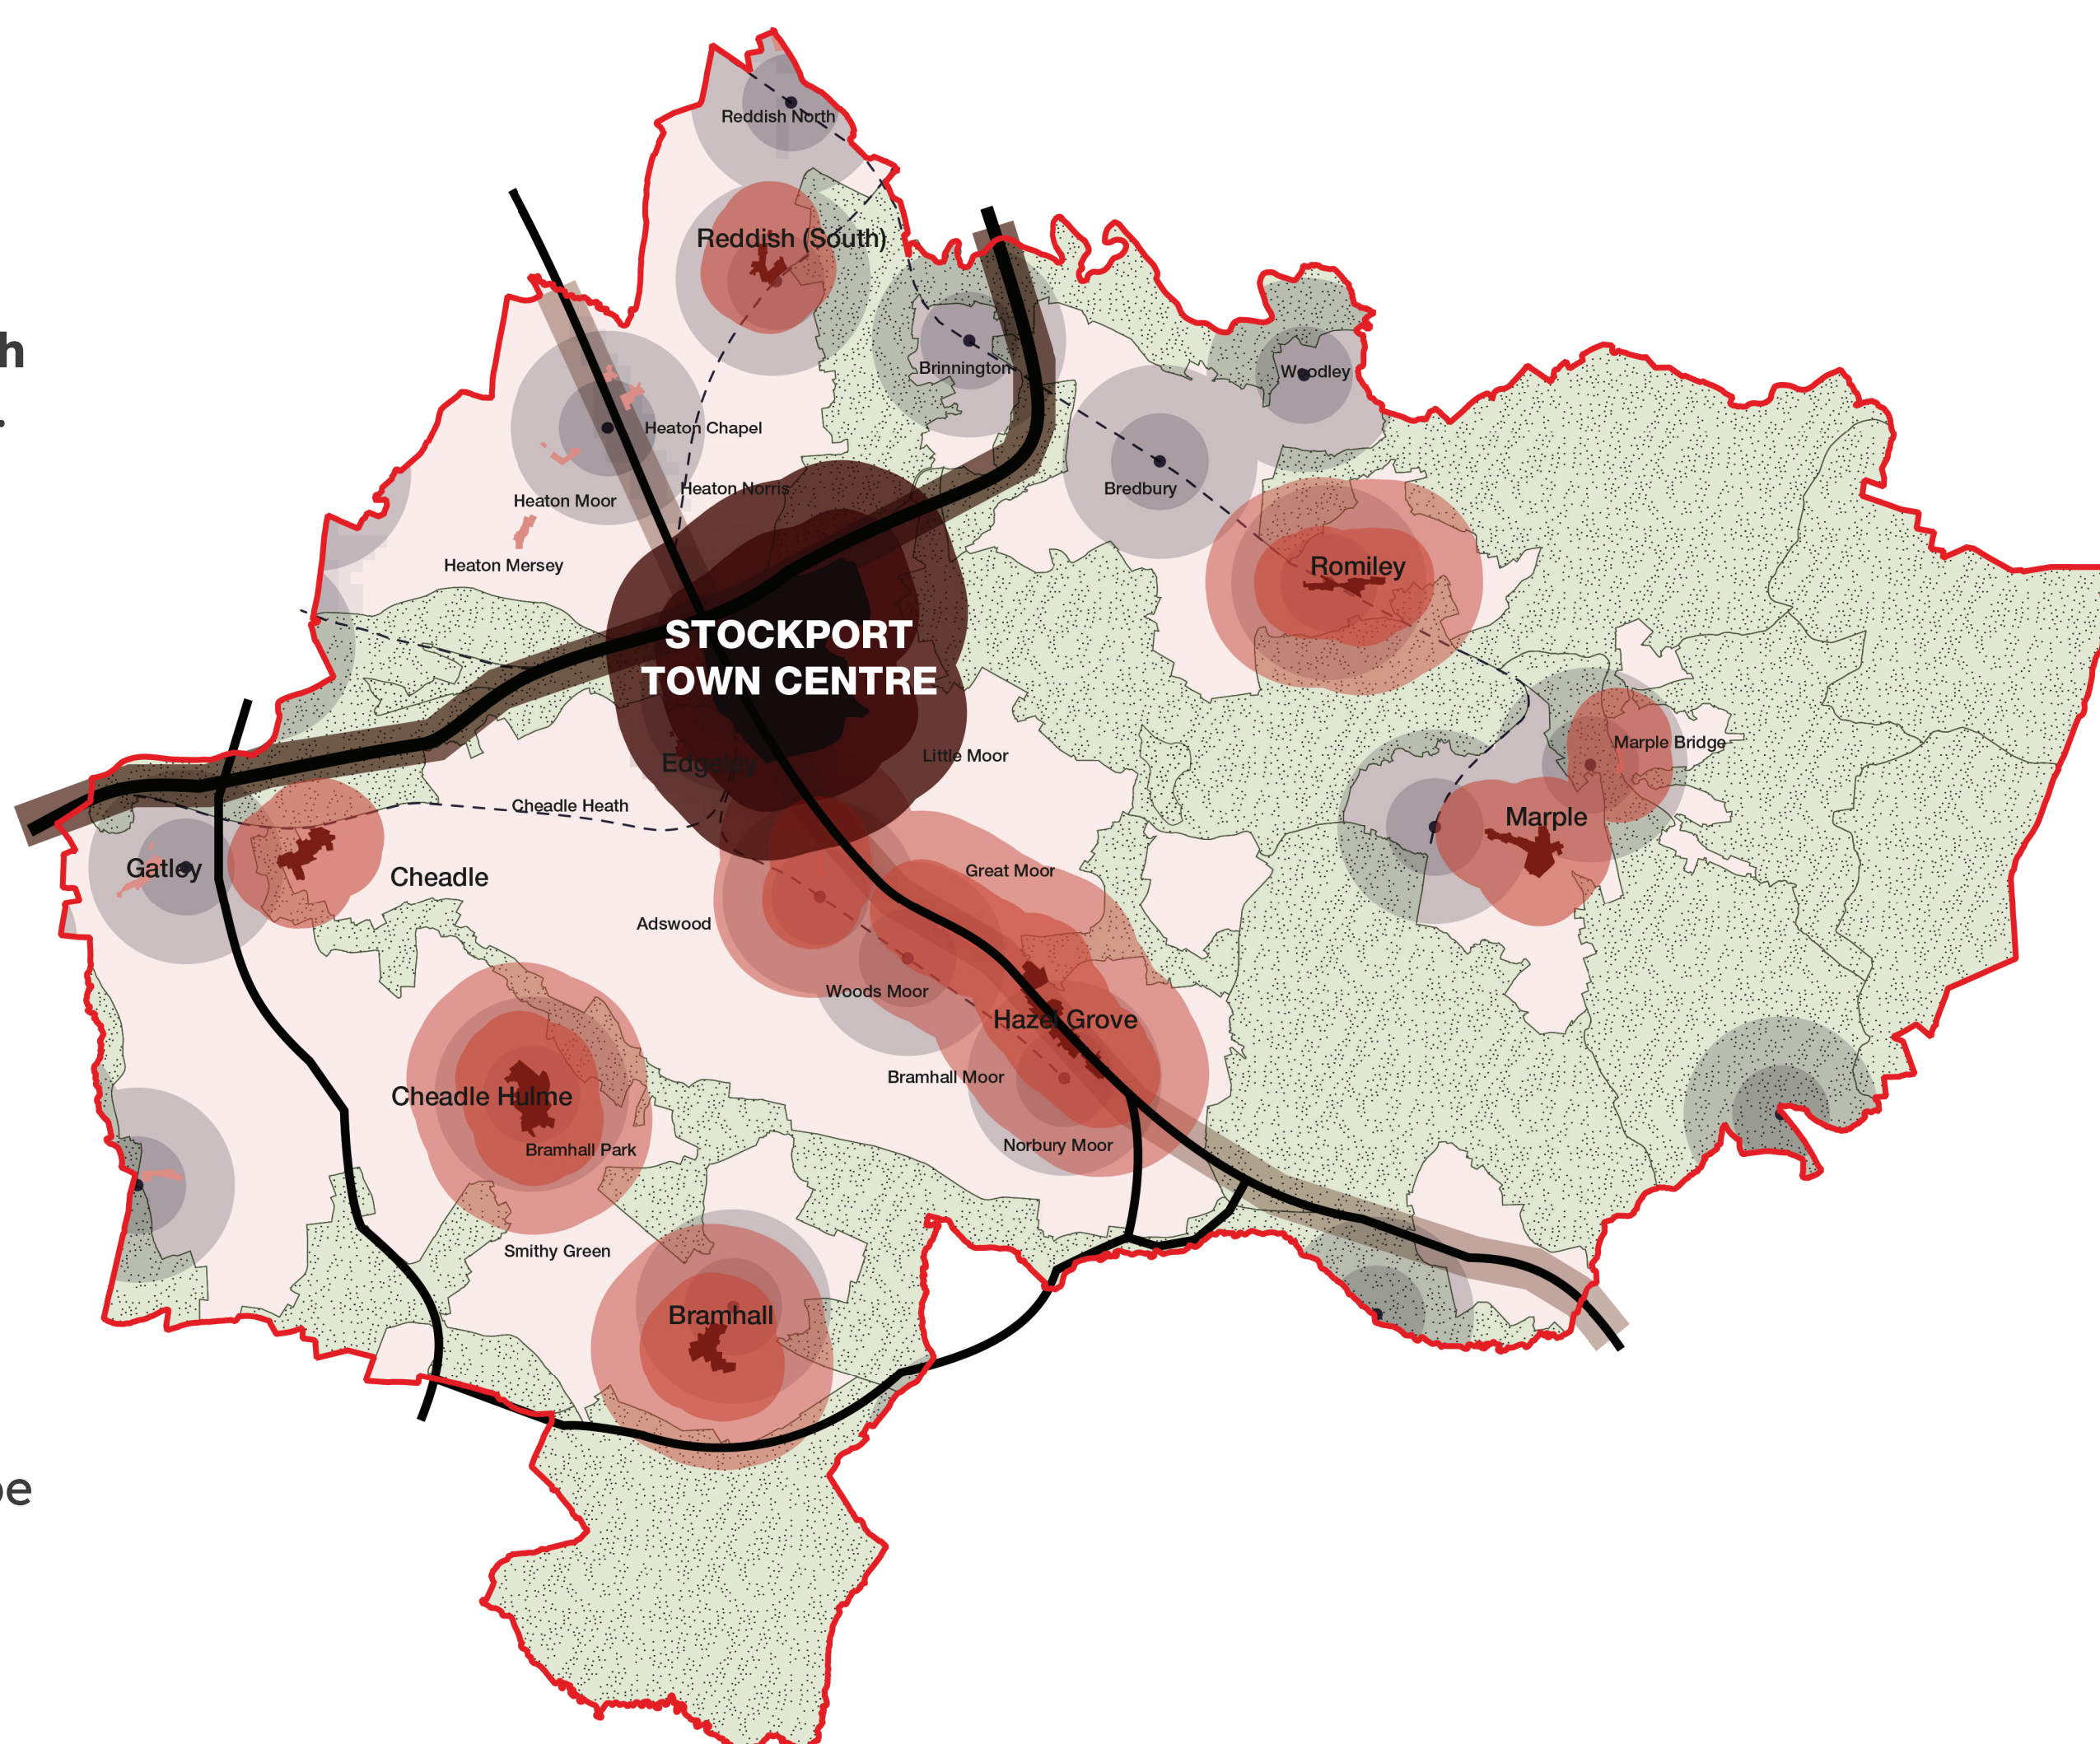 Reddish North
Reddish (South)
h
Brinnington
Woodley
.
Heaton Chapel
Heaton Norris
Bredbury
Heaton Moor
Heaton Mersey
Romiley
STOCKPORT
TOWN CENTRE
Marple Bridge
Little Moor
Edgeley
Cheadle Heath
Marple
Gatley
Cheadle
Great Moor
Adswood
Woods Moor
Hazel Grove
Bramhall Moor
Cheadle Hulme
Norbury Moor
Bramhall Park
Smithy Green
Bramhall
be